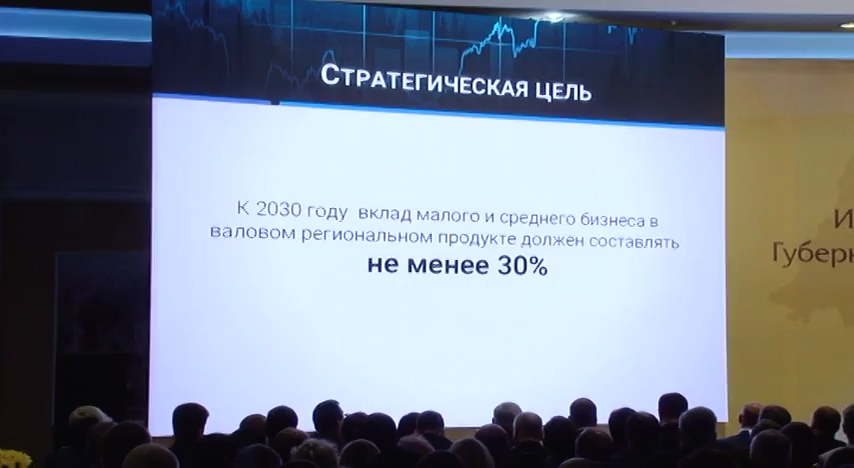 СТРАТЕГИЧЕСКАЯ ЦЕЛЬ
К 2030 году вклад малого и среднего бизнеса в
валовом региональном продукте должен составлять
не менее 30%